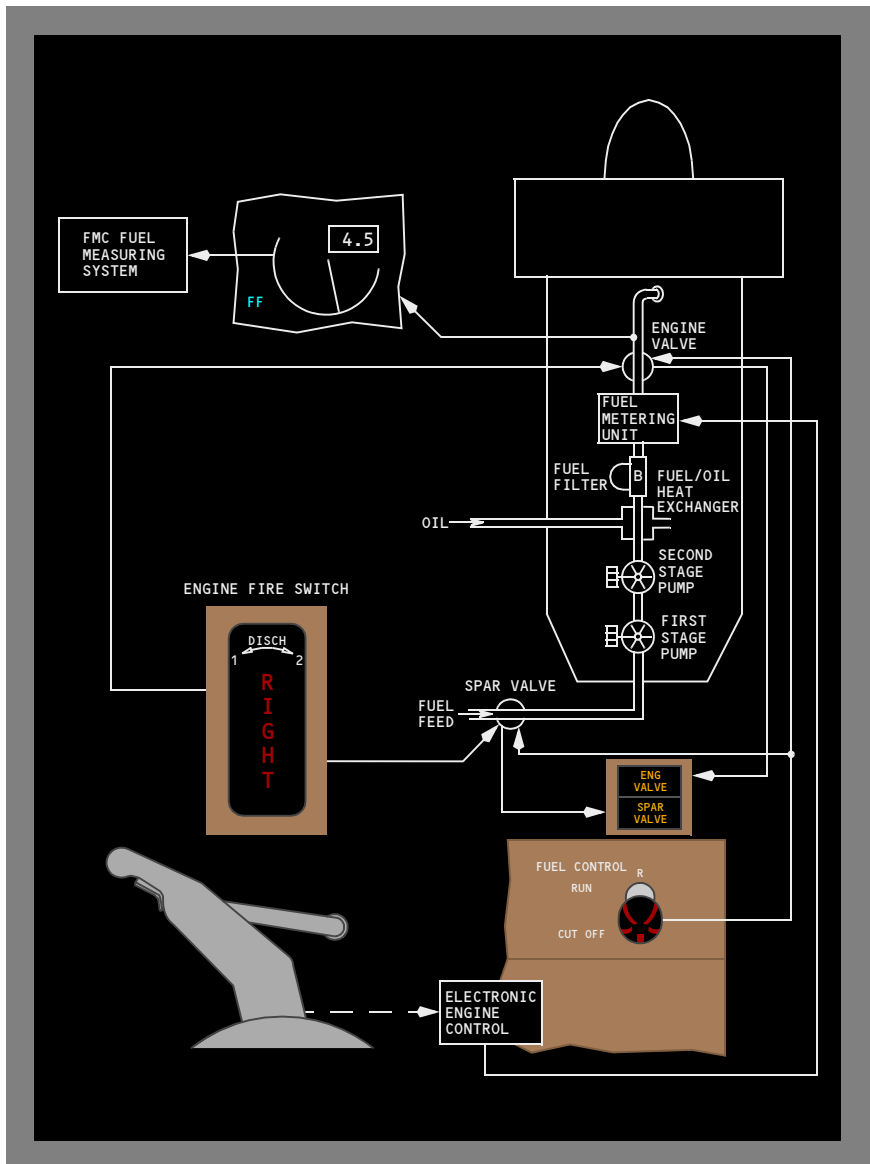 FMC FUEL
MEASURING
SYSTEM
4.5
FF
ENGINE
VALVE
FUEL
METERING
UNIT
FUEL
FILTER
B
FUEL/OIL
HEAT
EXCHANGER
OIL
SECOND
STAGE
PUMP
FIRST
STAGE
PUMP
ENGINE FIRE SWITCH
DISCH
1
2
R
I
G
H
T
SPAR VALVE
FUEL
FEED
ENG
VALVE
SPAR
VALVE
FUEL CONTROL
R
RUN
CUT OFF
ELECTRONIC
ENGINE
CONTROL